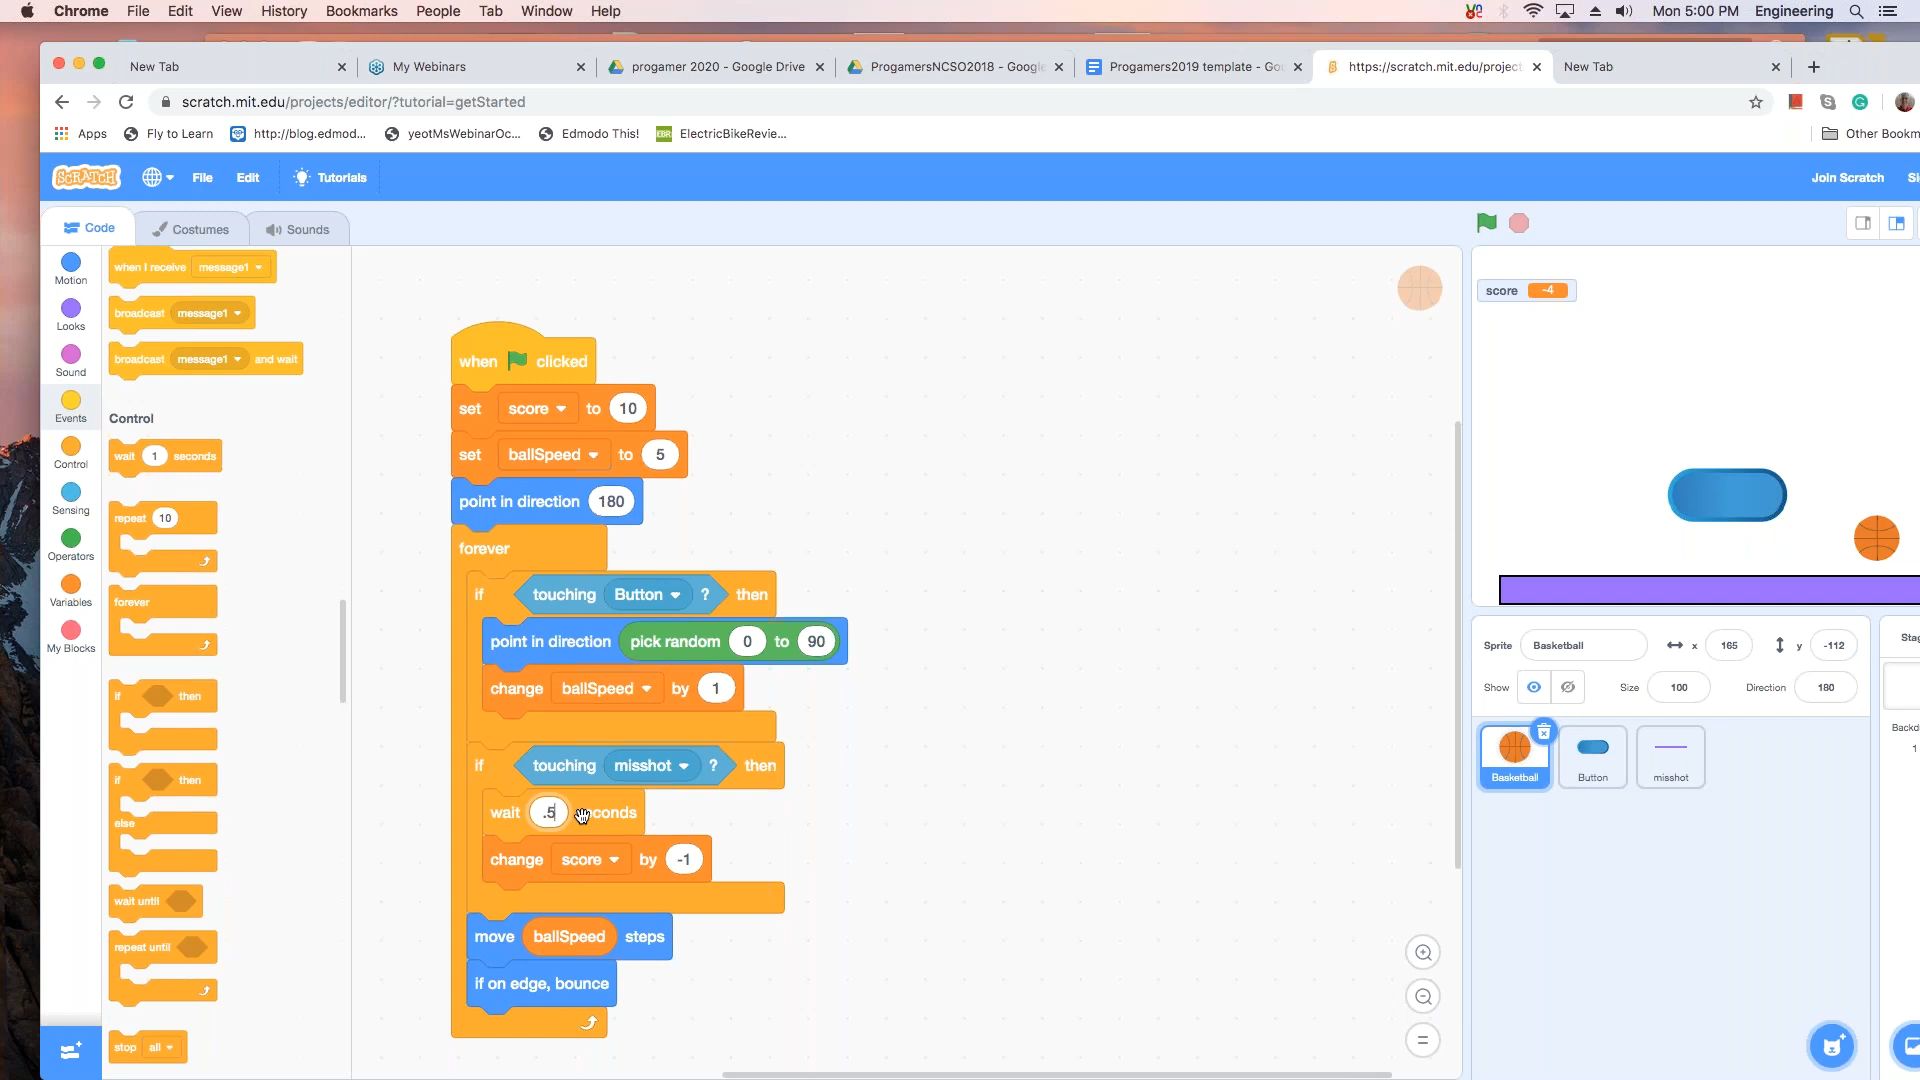 Chrome File Edit View History Bookmarks People Tab Window Help
Mon 5:00 PM Engineering
New Tab
My Webinars
progamer 2020 - Google Drive
ProgamersNCSO2018 - Google
Progamers2019 template - Goo
https://scratch.mit.edu/project
New Tab
scratch.mit.edu/projects/editor/?tutorial=getStarted
Apps
Fly to Learn
http://blog.edmod...
yeotMsWebinarOc...
Edmodo This!
EBR
ElectricBikeRevie...
Other Bookm
SCRATCH
File
Edit
Tutorials
Join Scratch
Si
Code
Costumes
Sounds
Motion
Looks
Sound
Events
Control
Sensing
Operators
Variables
My Blocks
when I receive message1
broadcast message1
broadcast message1 and wait
Control
wait 1 seconds
repeat 10
forever
if then
if then
else
wait until
repeat until
stop all
when clicked
set score to 10
set ballSpeed to 5
point in direction 180
forever
if touching Button ? then
point in direction pick random 0 to 90
change ballSpeed by 1
if touching misshot ? then
wait .5 conds
change score by -1
move ballSpeed steps
if on edge, bounce
score -4
Sprite Basketball x 165 y -112
Show Size 100 Direction 180
Basketball
Button
misshot
Stag
Backd
1